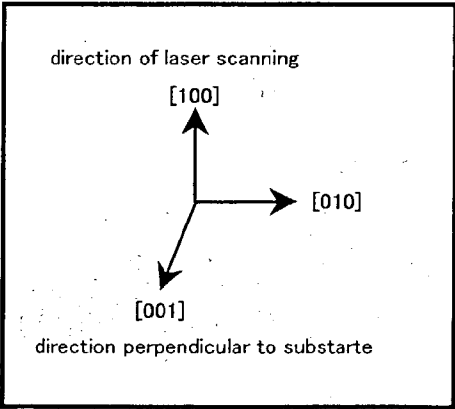 direction of laser scanning
[100]
[010]
[001]
direction perpendicular to substarte